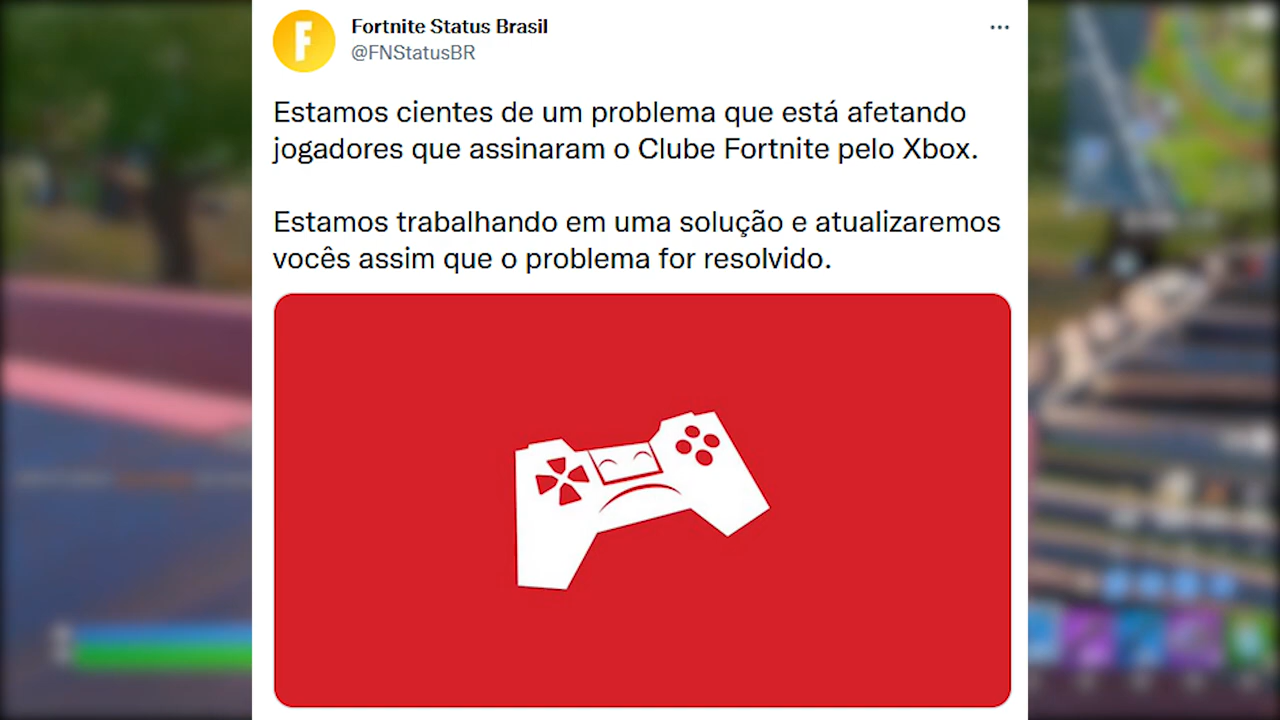 F
Fortnite Status Brasil
@FNStatusBR
Estamos cientes de um problema que está afetando
jogadores que assinaram o Clube Fortnite pelo Xbox.
Estamos trabalhando em uma solução e atualizaremos
vocês assim que o problema for resolvido.